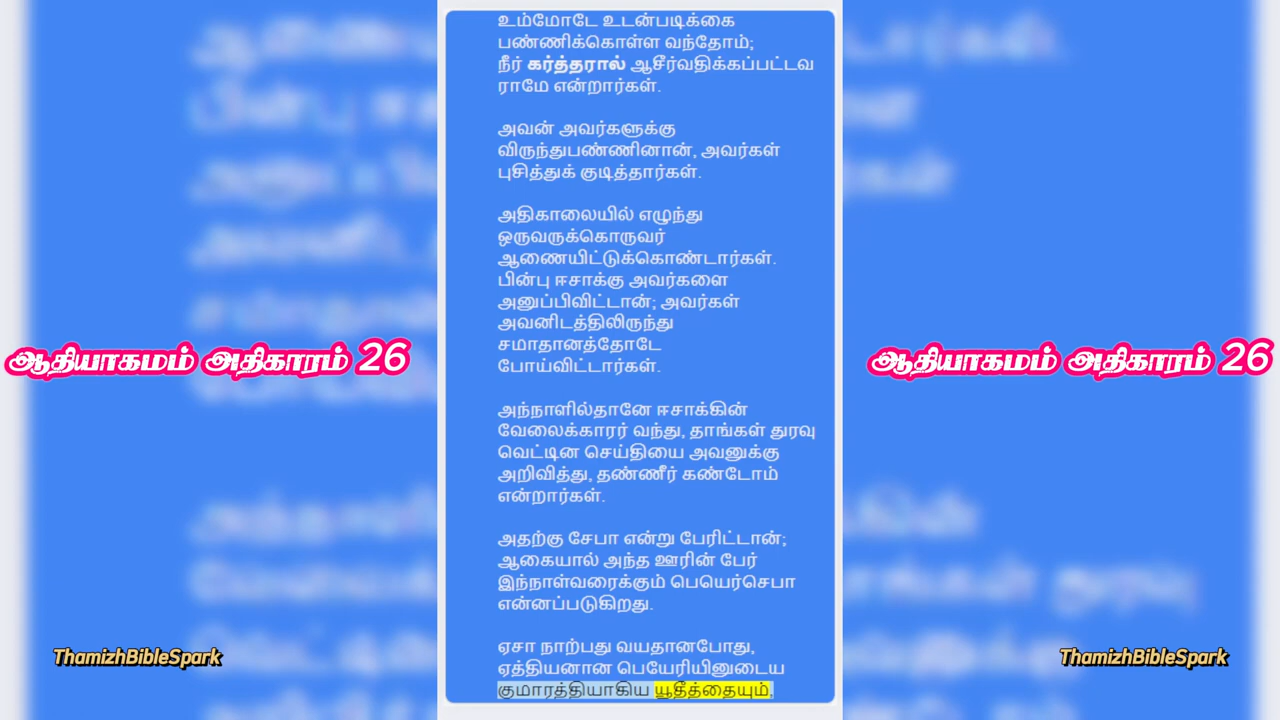 உம்மோடே உடன்படிக்கை
பண்ணிக்கொள்ள வந்தோம்;
நீர் கர்த்தரால் ஆசீர்வதிக்கப்பட்டவ
ராமே என்றார்கள்.
அவன் அவர்களுக்கு
விருந்துபண்ணினான், அவர்கள்
புசித்துக் குடித்தார்கள்.
அதிகாலையில் எழுந்து
ஒருவருக்கொருவர்
ஆணையிட்டுக்கொண்டார்கள்.
பின்பு ஈசாக்கு அவர்களை
அனுப்பிவிட்டான்; அவர்கள்
அவனிடத்திலிருந்து
சமாதானத்தோடே
போய்விட்டார்கள்.
அந்நாளில்தானே ஈசாக்கின்
வேலைக்காரர் வந்து, தாங்கள் துரவு
வெட்டின செய்தியை அவனுக்கு
அறிவித்து, தண்ணீர் கண்டோம்
என்றார்கள்.
அதற்கு சேபா என்று பேரிட்டான்;
ஆகையால் அந்த ஊரின் பேர்
இந்நாள்வரைக்கும் பெயெர்செபா
என்னப்படுகிறது.
ஏசா நாற்பது வயதானபோது,
ஏத்தியனான பெயேரியினுடைய
குமாரத்தியாகிய யூதீத்தையும்,
ஆதியாகமம் அதிகாரம் 26
ஆதியாகமம் அதிகாரம் 26
ThamizhBibleSpark
ThamizhBibleSpark